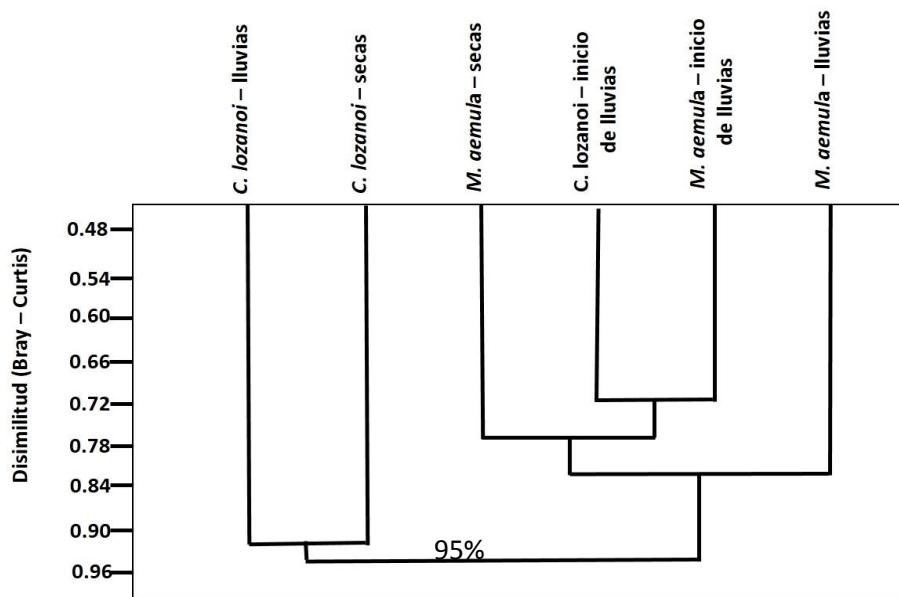 C. lozanoi – lluvias
C. lozanoi – secas
M. aemula – secas
C. lozanoi – inicio
de lluvias
M. aemula – inicio
de lluvias
M. aemula – lluvias
Disimilitud (Bray – Curtis)
0.48
0.54
0.60
0.66
0.72
0.78
0.84
0.90
0.96
95%